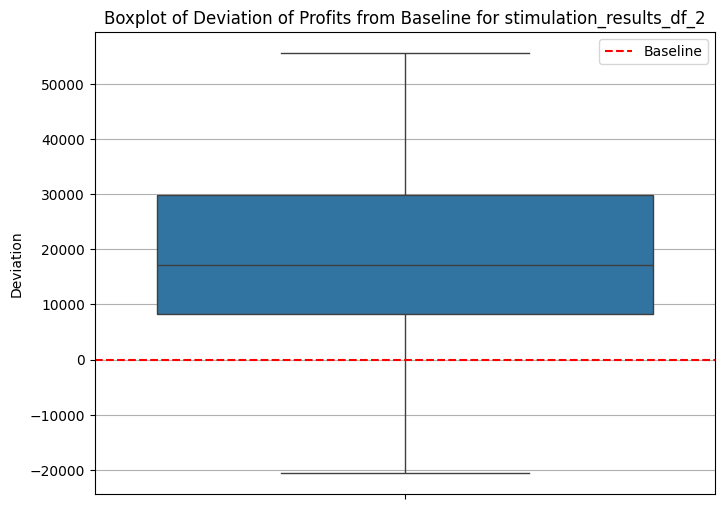 Boxplot of Deviation of Profits from Baseline for stimulation_results_df_2
Baseline
50000
40000
30000
20000
10000
0
−10000
−20000
Deviation